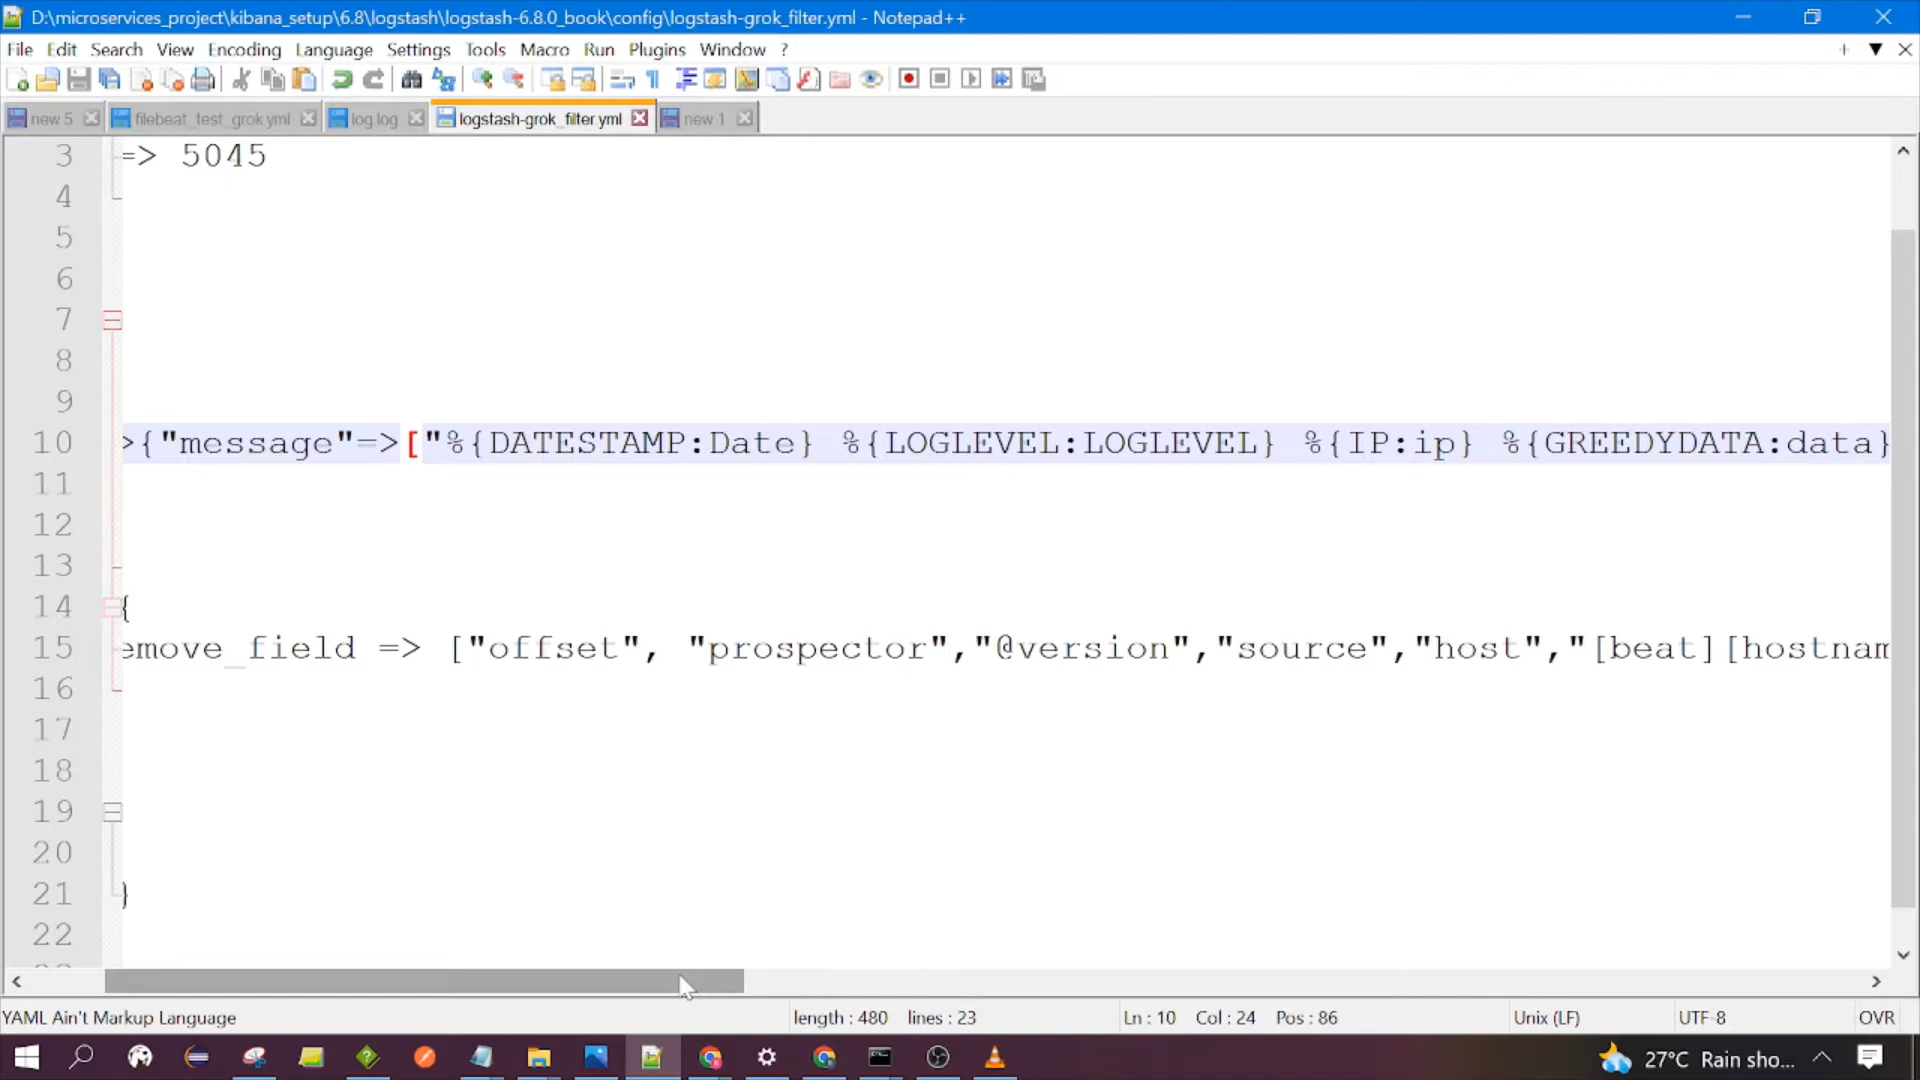 D:\microservices_project\kibana_setup\6.8\logstash\logstash-6.8.0_book\config\logstash-grok_filter.yml - Notepad++
File Edit Search View Encoding Language Settings Tools Macro Run Plugins Window ?
new 5 filebeat_test_grok.yml log.log logstash-grok_filter.yml new 1
3 => 5045
4
5
6
7
8
9
10 >{"message"=>["%{DATESTAMP:Date} %{LOGLEVEL:LOGLEVEL} %{IP:ip} %{GREEDYDATA:data}
11
12
13
14 {
15 emove_field => ["offset", "prospector","@version","source","host","[beat][hostnam
16
17
18
19
20
21 }
22
YAML Ain't Markup Language length : 480 lines : 23 Ln : 10 Col : 24 Pos : 86 Unix (LF) UTF-8 OVR
27°C Rain sho...